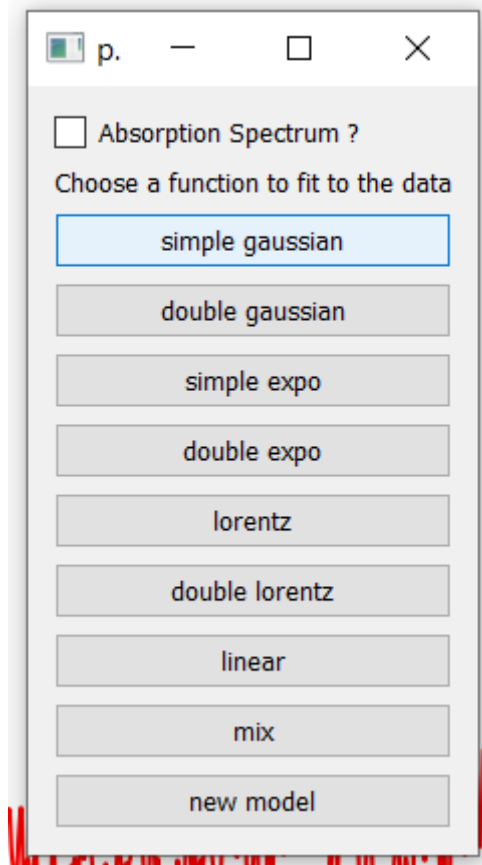 p.
Absorption Spectrum ?
Choose a function to fit to the data
simple gaussian
double gaussian
simple expo
double expo
lorentz
double lorentz
linear
mix
new model